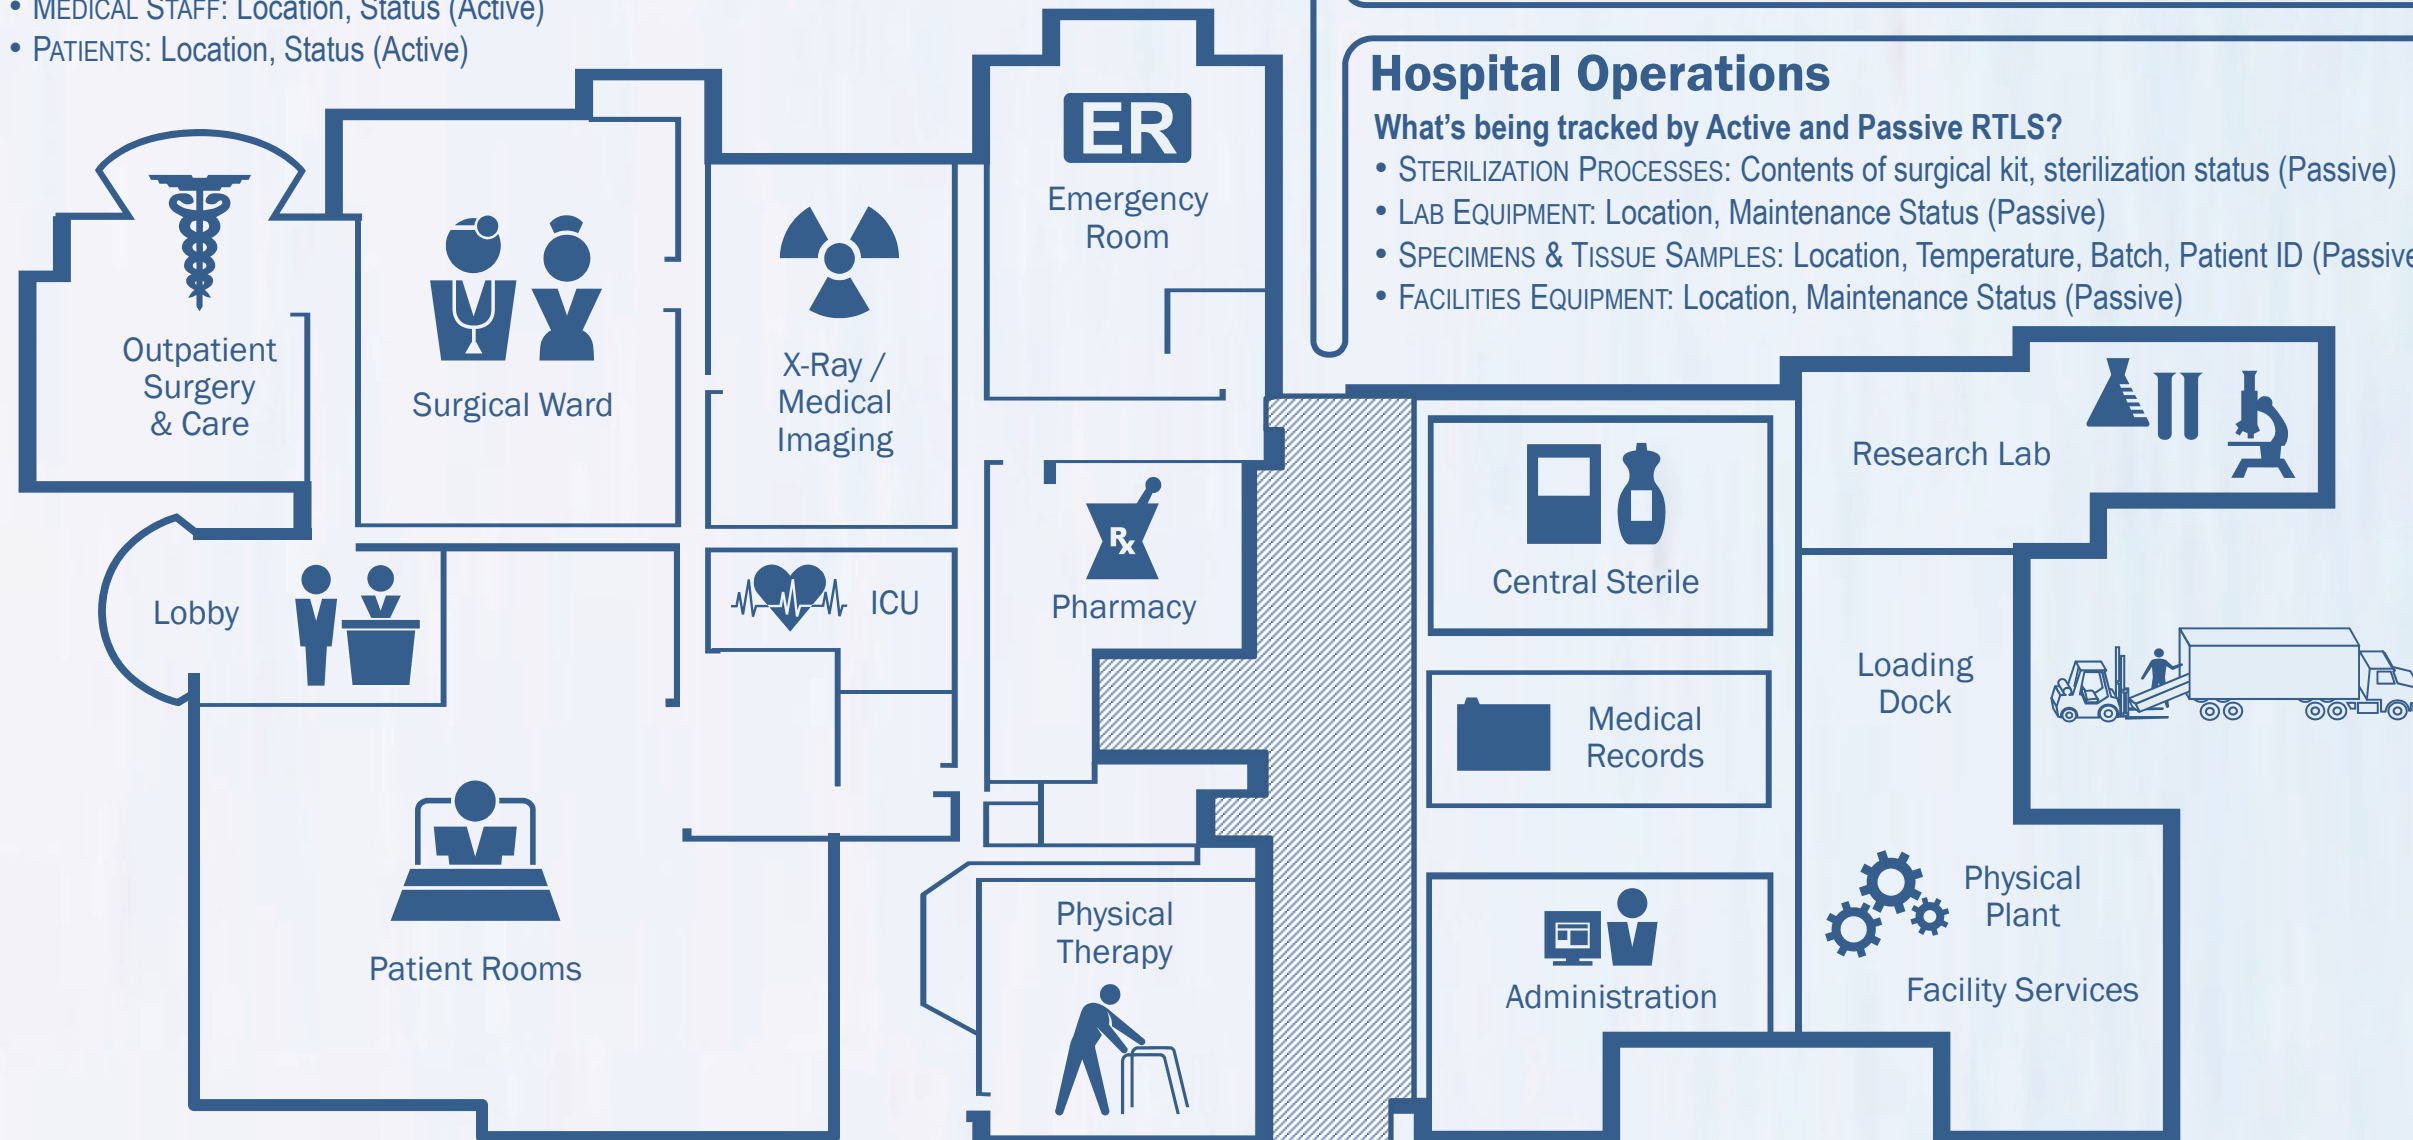 • MEDICAL STAFF: Location, Status (Active)
• PATIENTS: Location, Status (Active)
Hospital Operations
What’s being tracked by Active and Passive RTLS?
• STERILIZATION PROCESSES: Contents of surgical kit, sterilization status (Passive)
• LAB EQUIPMENT: Location, Maintenance Status (Passive)
• SPECIMENS & TISSUE SAMPLES: Location, Temperature, Batch, Patient ID (Passive
• FACILITIES EQUIPMENT: Location, Maintenance Status (Passive)
Outpatient
Surgery
& Care
Surgical Ward
X-Ray /
Medical
Imaging
ER
Emergency
Room
Lobby
ICU
Rx
Pharmacy
Patient Rooms
Physical
Therapy
Central Sterile
Research Lab
Medical
Records
Loading
Dock
Administration
Physical
Plant
Facility Services